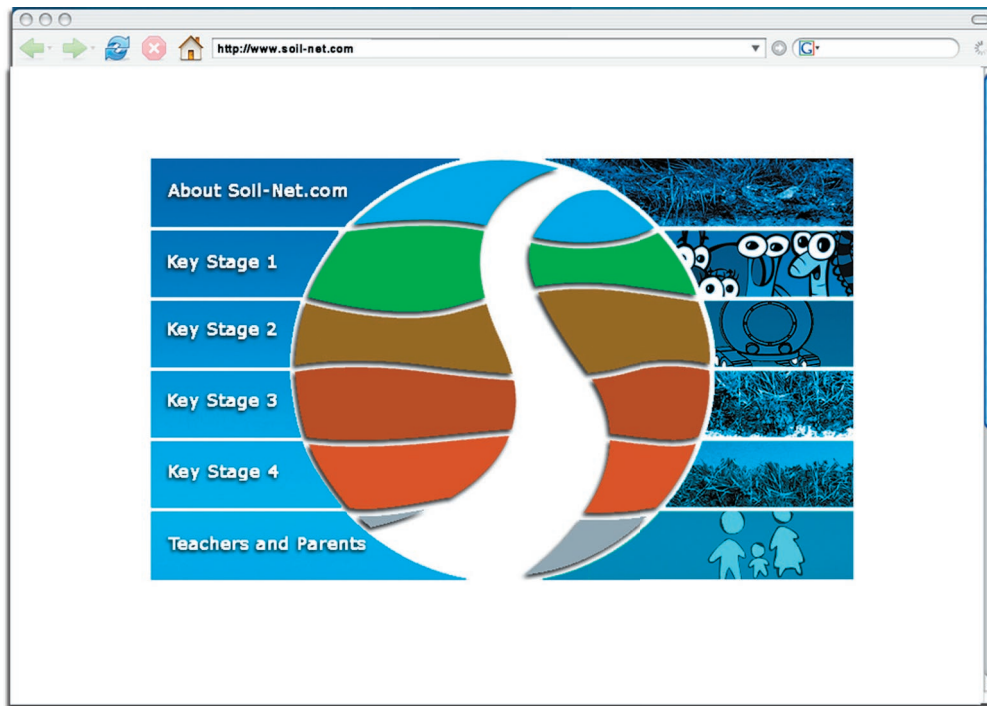 http://www.soil-net.com
G
About Soil-Net.com
Key Stage 1
Key Stage 2
Key Stage 3
Key Stage 4
Teachers and Parents